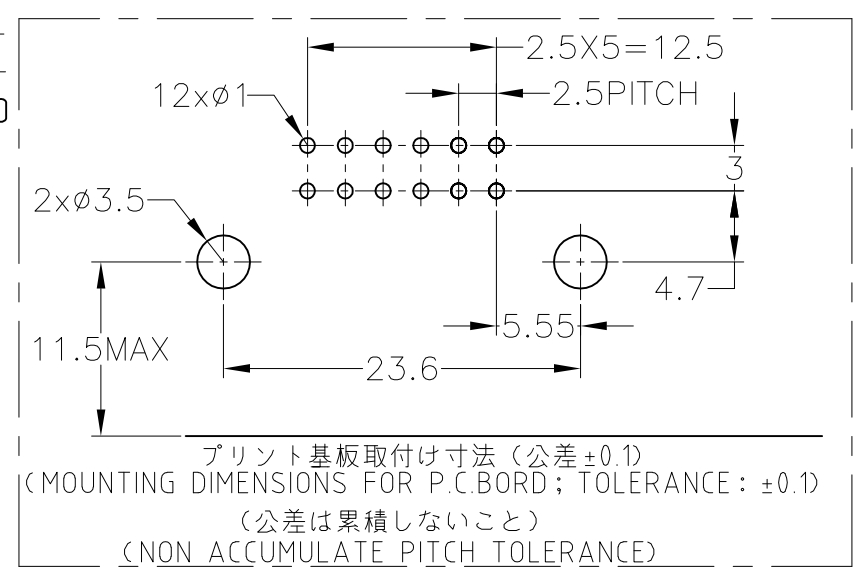 2.5X5=12.5
12xø1
2.5PITCH
3
2xø3.5
4.7
5.55
11.5MAX
23.6
プリント基板取付け寸法（公差±0.1)
(MOUNTING DIMENSIONS FOR P.C.BORD; TOLERANCE: ±0.1)
（公差は累積しないこと）
(NON ACCUMULATE PITCH TOLERANCE)